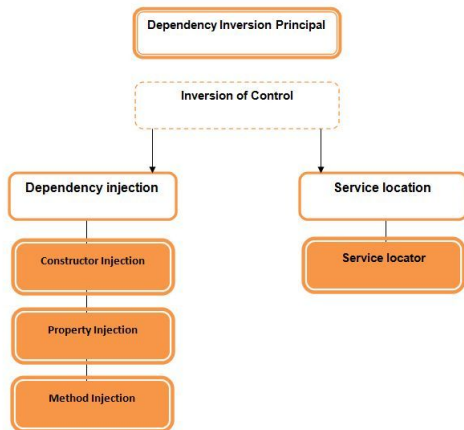 Dependency Inversion Principal
Inversion of Control
Dependency injection
Service location
Constructor Injection
Service locator
Property Injection
Method Injection